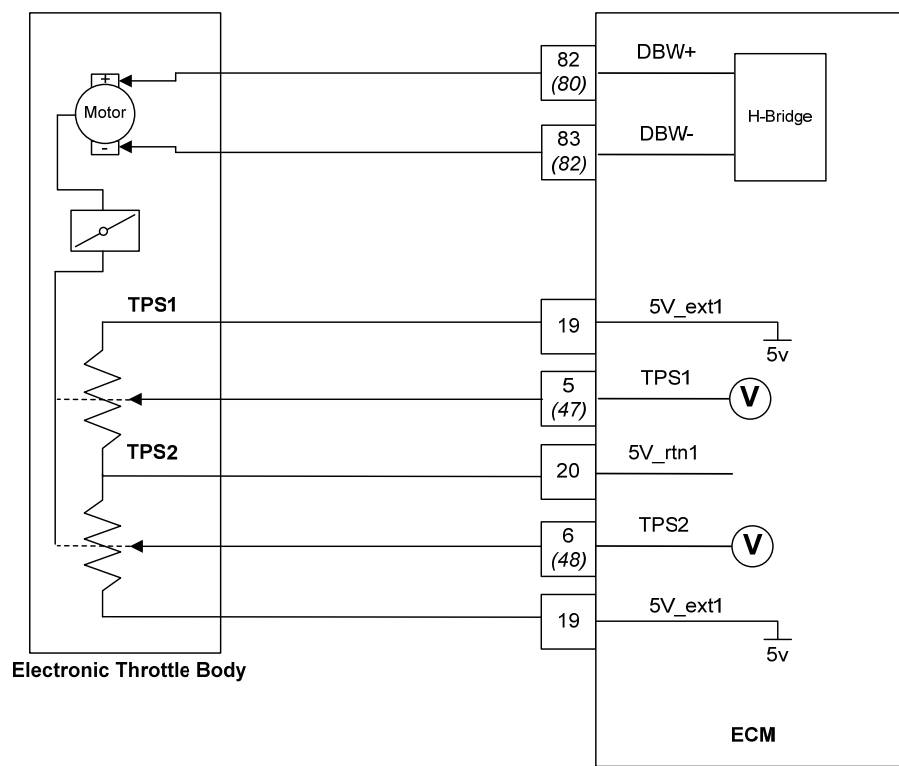 +
Motor
-
82
(80)
DBW+
H-Bridge
83
(82)
DBW-
TPS1
19
5V_ext1
5v
5
(47)
TPS1
V
TPS2
20
5V_rtn1
6
(48)
TPS2
V
19
5V_ext1
5v
Electronic Throttle Body
ECM